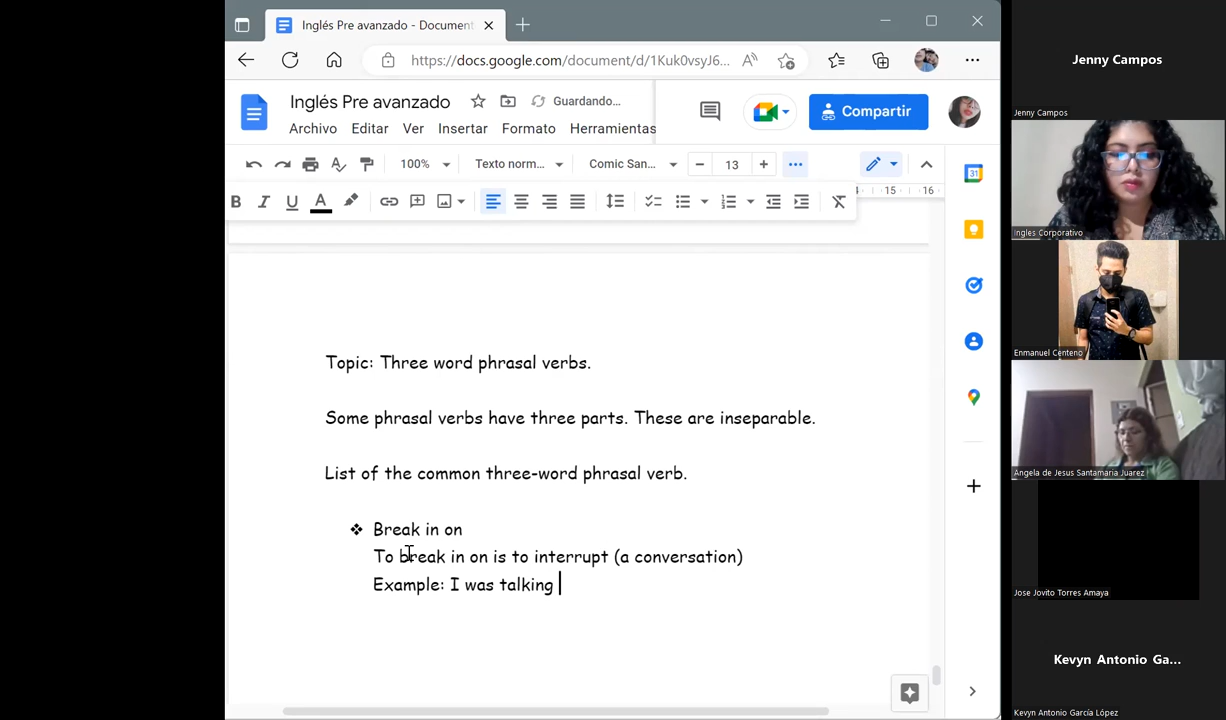 Inglés Pre avanzado - Document
https://docs.google.com/document/d/1Kuk0vsyJ6...
Inglés Pre avanzado
Guardando...
Compartir
Archivo Editar Ver Insertar Formato Herramientas
100% Texto norm... Comic San... 13
15 16
Topic: Three word phrasal verbs.
Some phrasal verbs have three parts. These are inseparable.
List of the common three-word phrasal verb.
❖ Break in on
To break in on is to interrupt (a conversation)
Example: I was talking
Jenny Campos
Jenny Campos
Ingles Corporativo
Enmanuel Centeno
Angela de Jesus Santamaria Juarez
Jose Jovito Torres Amaya
Kevyn Antonio Ga...
Kevyn Antonio García López